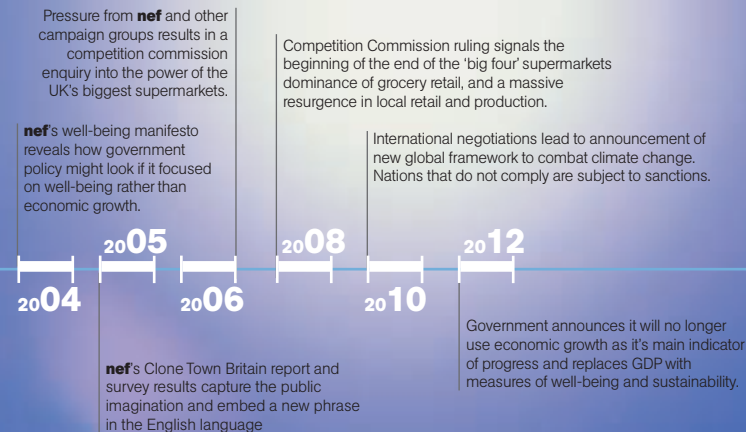 Pressure from nef and other
campaign groups results in a
competition commission
enquiry into the power of the
UK's biggest supermarkets.
Competition Commission ruling signals the
beginning of the end of the 'big four' supermarkets
dominance of grocery retail, and a massive
resurgence in local retail and production.
nef's well-being manifesto
reveals how government
policy might look if it focused
on well-being rather than
economic growth.
International negotiations lead to announcement of
new global framework to combat climate change.
Nations that do not comply are subject to sanctions.
2005
2008
2012
2004
2006
2010
Government announces it will no longer
use economic growth as it's main indicator
of progress and replaces GDP with
measures of well-being and sustainability.
nef's Clone Town Britain report and
survey results capture the public
imagination and embed a new phrase
in the English language